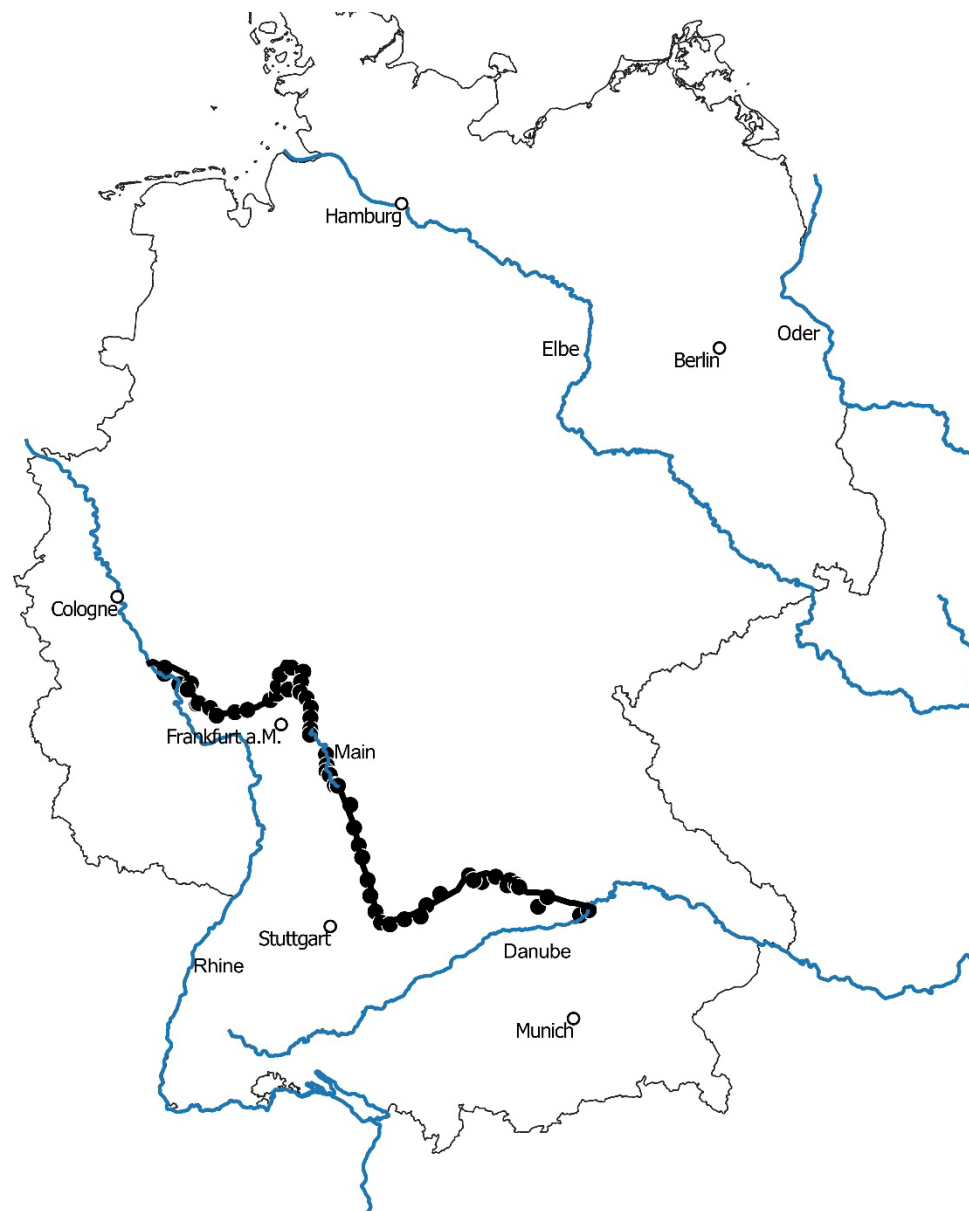 Hamburg
Elbe
Berlin
Oder
Cologne
Frankfurt a.M.
Main
Stuttgart
Danube
Rhine
Munich